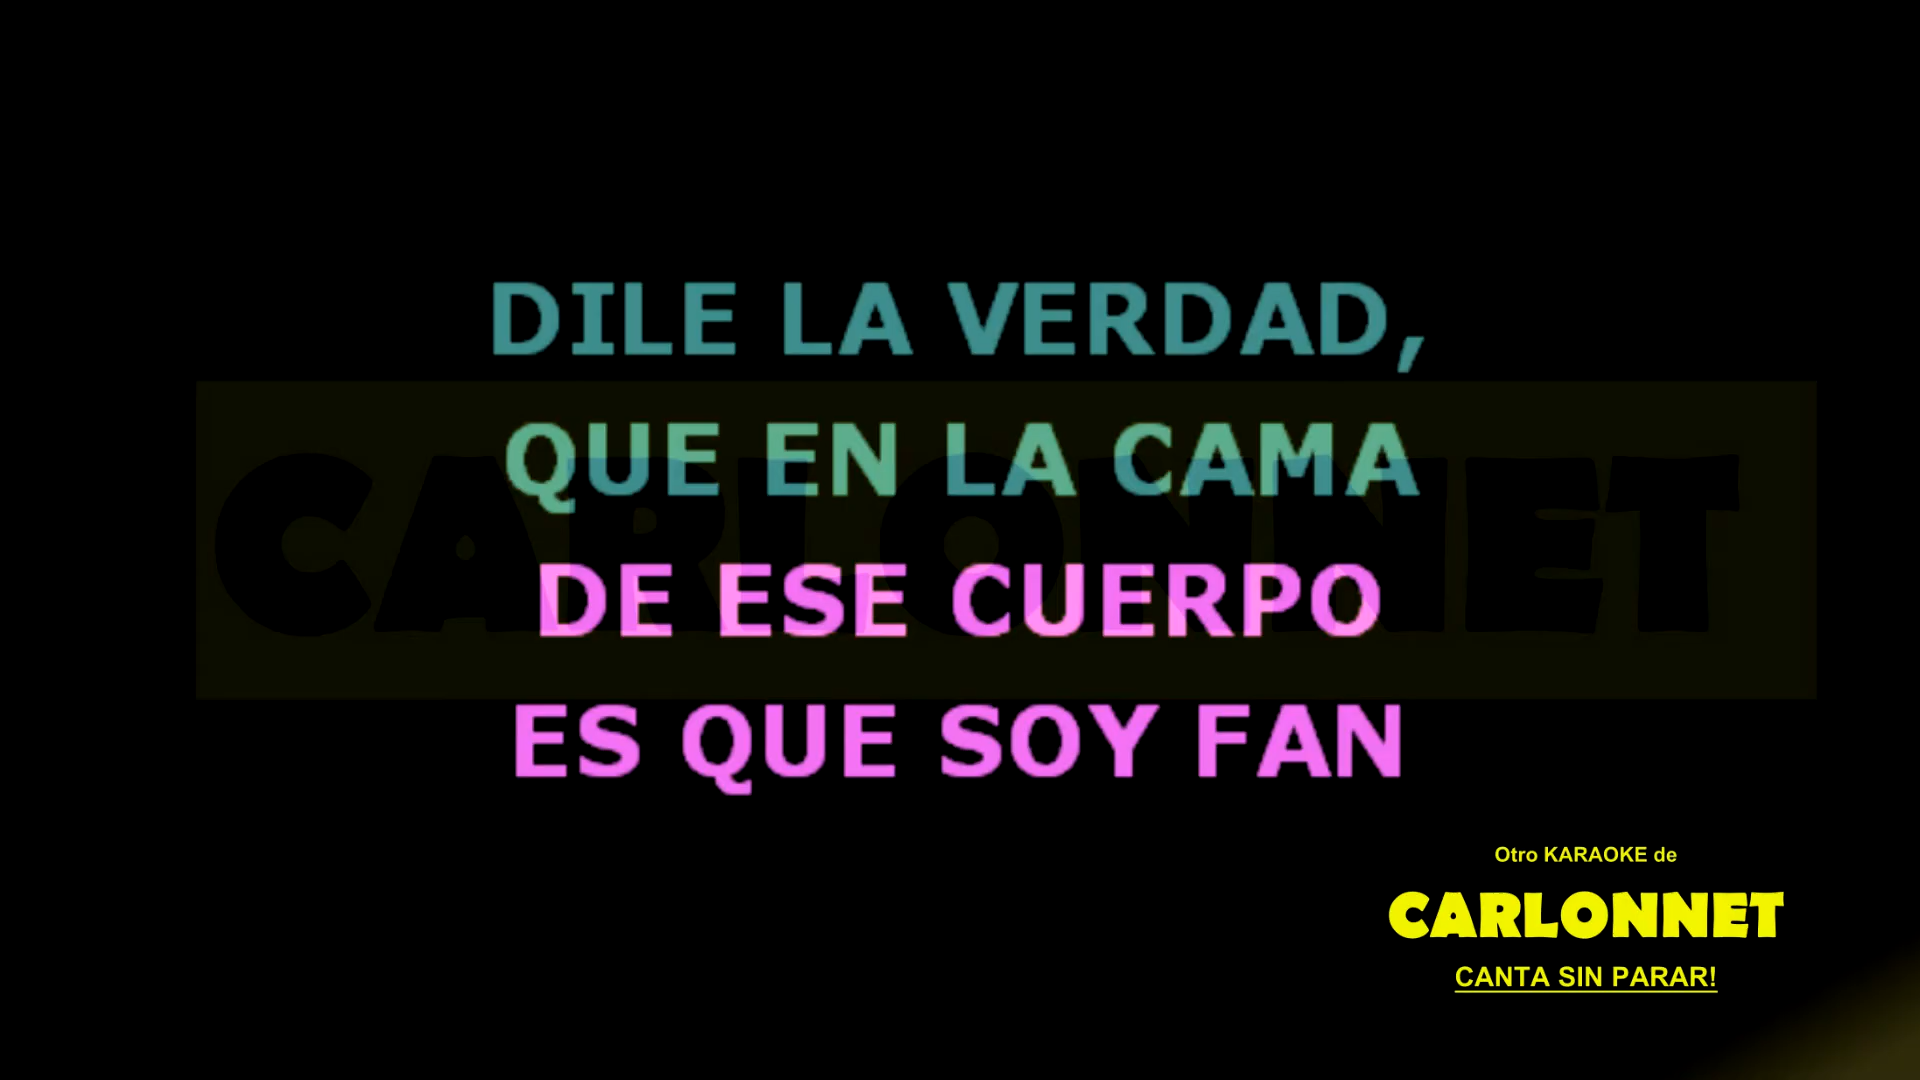 DILE LA VERDAD,
QUE EN LA CAMA
CARLONNET
DE ESE CUERPO
ES QUE SOY FAN
Otro KARAOKE de
CARLONNET
CANTA SIN PARAR!